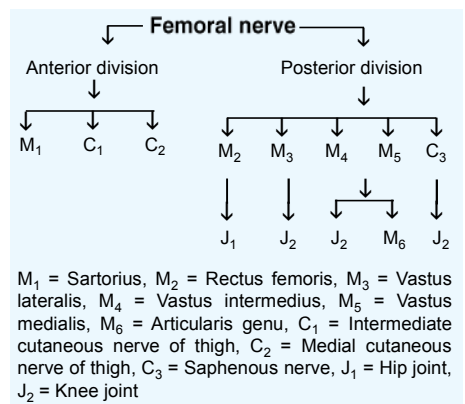 Femoral nerve
Anterior division Posterior division
M₁ C₁ C₂ M₂ M₃ M₄ M₅ C₃
J₁ J₂ J₂ M₆ J₂
M₁ = Sartorius, M₂ = Rectus femoris, M₃ = Vastus
lateralis, M₄ = Vastus intermedius, M₅ = Vastus
medialis, M₆ = Articularis genu, C₁ = Intermediate
cutaneous nerve of thigh, C₂ = Medial cutaneous
nerve of thigh, C₃ = Saphenous nerve, J₁ = Hip joint,
J₂ = Knee joint